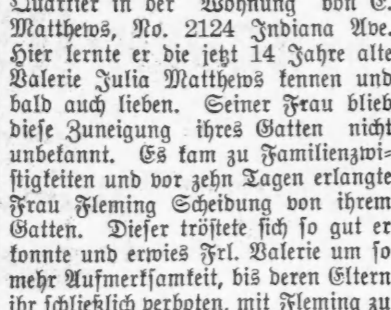 Quartier in der Wohnung von C.
Matthews, No. 2124 Indiana Ave.
Hier lernte er die jetzt 14 Jahre alte
Valerie Julia Matthews kennen und
bald auch lieben. Seiner Frau blieb
diese Zuneigung ihres Gatten nicht
unbekannt. Es kam zu Familienzwi-
stigkeiten und vor zehn Tagen erlangte
Frau Fleming Scheidung von ihrem
Gatten. Dieser tröstete sich so gut er
konnte und erwies Frl. Valerie um so
mehr Aufmerksamkeit, bis deren Eltern
ihr schließlich verboten, mit Fleming zu